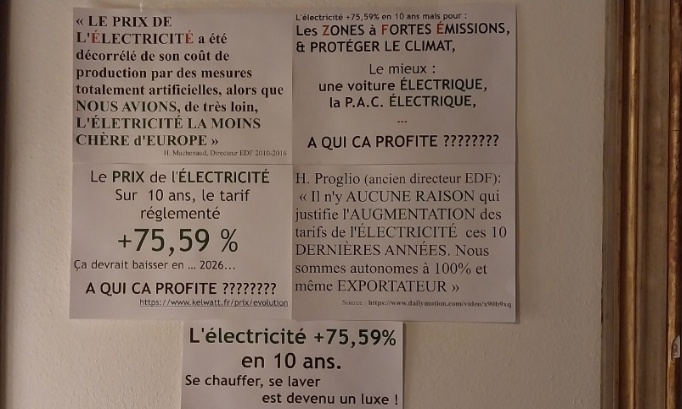 « LE PRIX DE
L'ÉLECTRICITÉ a été
décorrélé de son coût de
production par des mesures
totalement artificielles, alors que
NOUS AVIONS, de très loin,
L'ÉLETRICITÉ LA MOINS
CHÈRE d'EUROPE »
H. Machenaud, Directeur EDF 2010-2016
L'électricité +75,59% en 10 ans mais pour :
Les ZONES à FORTES ÉMISSIONS,
& PROTÉGER LE CLIMAT,
Le mieux :
une voiture ÉLECTRIQUE,
la P.A.C. ÉLECTRIQUE,
...
A QUI CA PROFITE ????????
Le PRIX de l'ÉLECTRICITÉ
Sur 10 ans, le tarif
réglementé
+75,59 %
Ça devrait baisser en ... 2026...
A QUI CA PROFITE ????????
https://www.kelwatt.fr/prix/evolution
H. Proglio (ancien directeur EDF):
« Il n'y AUCUNE RAISON qui
justifie l'AUGMENTATION des
tarifs de l'ÉLECTRICITÉ ces 10
DERNIÈRES ANNÉES. Nous
sommes autonomes à 100% et
même EXPORTATEUR »
Source : 
L'électricité +75,59%
en 10 ans.
Se chauffer, se laver
est devenu un luxe !